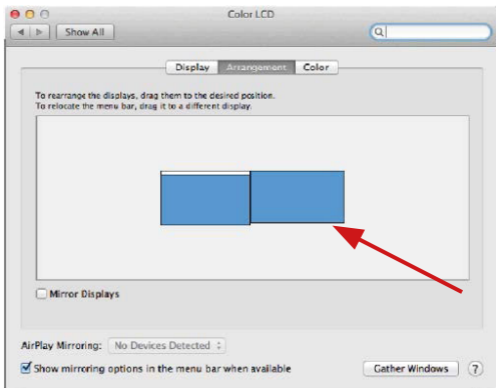 Color LCD
Show All
Display Arrangement Color
To rearrange the displays, drag them to the desired position.
To relocate the menu bar, drag it to a different display.
Mirror Displays
AirPlay Mirroring: No Devices Detected
Show mirroring options in the menu bar when available
Gather Windows ?